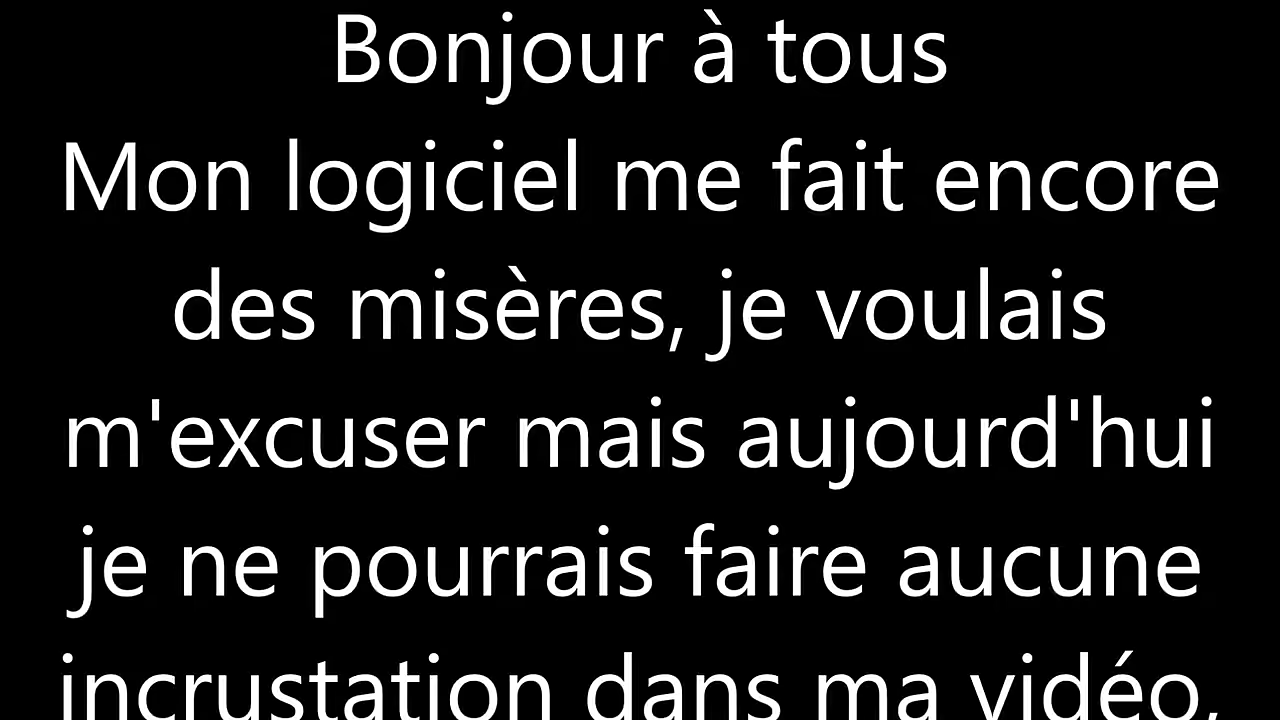 Bonjour à tous
Mon logiciel me fait encore
des misères, je voulais
m'excuser mais aujourd'hui
je ne pourrais faire aucune
incrustation dans ma vidéo,